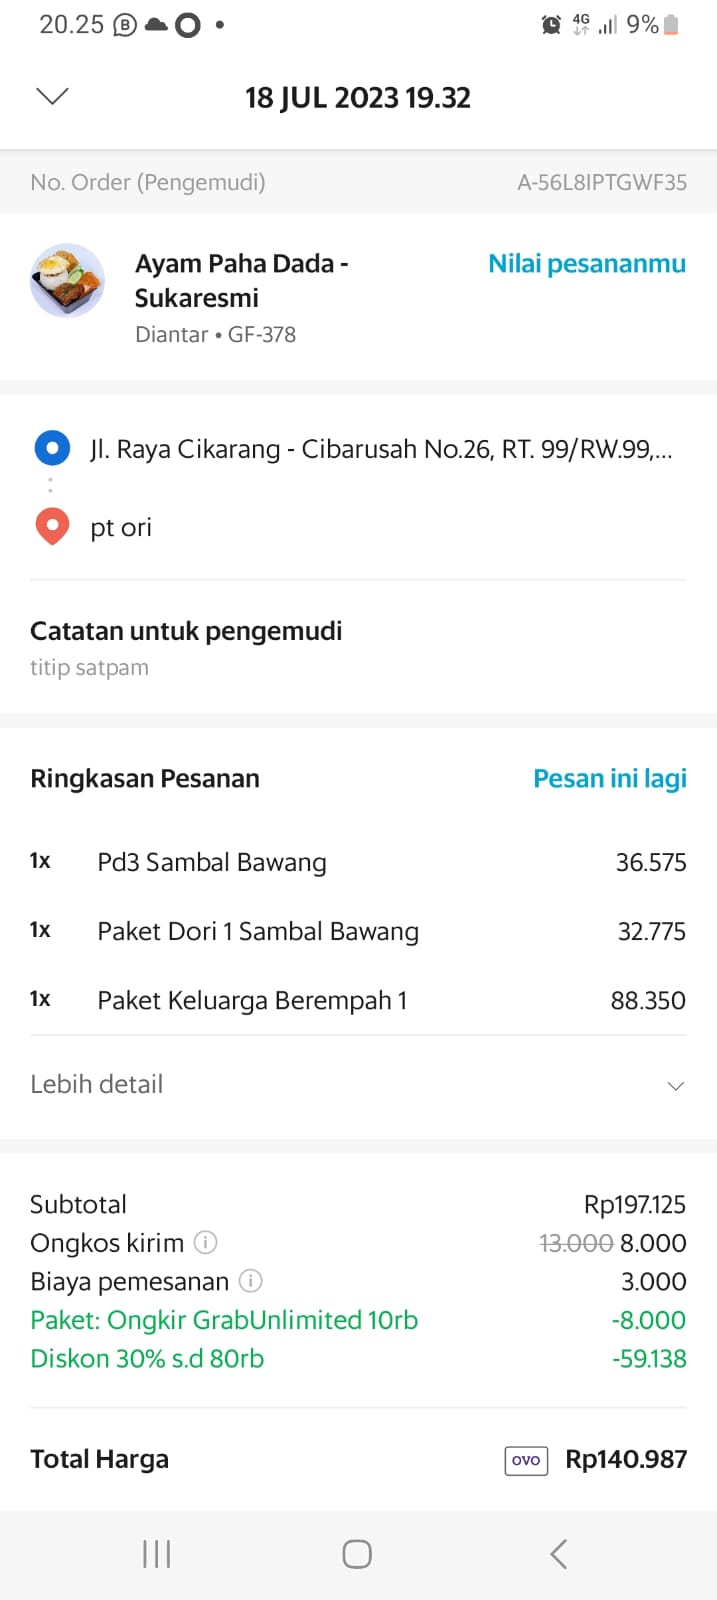 20.25
4G
9%
18 JUL 2023 19.32
No. Order (Pengemudi) A-56L8IPTGWF35
Ayam Paha Dada - Nilai pesananmu
Sukaresmi
Diantar • GF-378
Jl. Raya Cikarang - Cibarusah No.26, RT. 99/RW.99,...
pt ori
Catatan untuk pengemudi
titip satpam
Ringkasan Pesanan Pesan ini lagi
1x Pd3 Sambal Bawang 36.575
1x Paket Dori 1 Sambal Bawang 32.775
1x Paket Keluarga Berempah 1 88.350
Lebih detail
Subtotal Rp197.125
Ongkos kirim 13.000 8.000
Biaya pemesanan 3.000
Paket: Ongkir GrabUnlimited 10rb -8.000
Diskon 30% s.d 80rb -59.138
Total Harga OVO Rp140.987